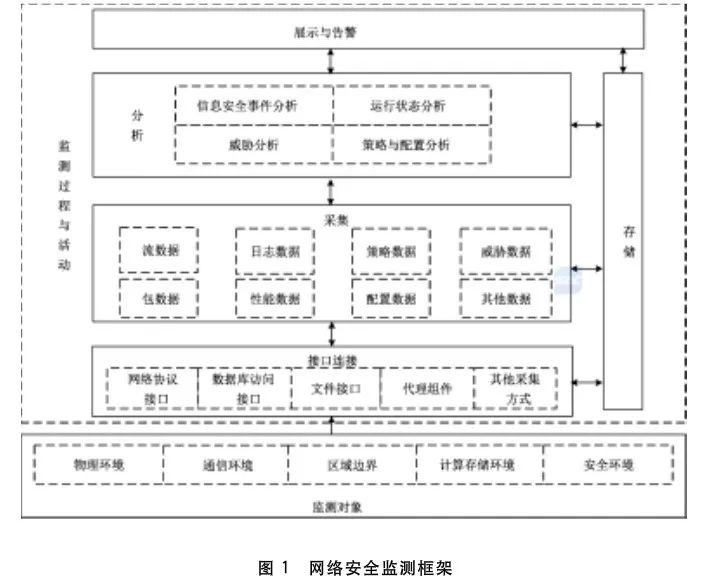 展示与告警
分析
信息安全事件分析
运行状态分析
威胁分析
策略与配置分析
监测过程与活动
采集
流数据
日志数据
策略数据
威胁数据
包数据
性能数据
配置数据
其他数据
存储
接口连接
网络协议
接口
数据库访问
接口
文件接口
代理组件
其他采集
方式
物理环境
通信环境
区域边界
计算存储环境
安全环境
监测对象
图 1 网络安全监测框架